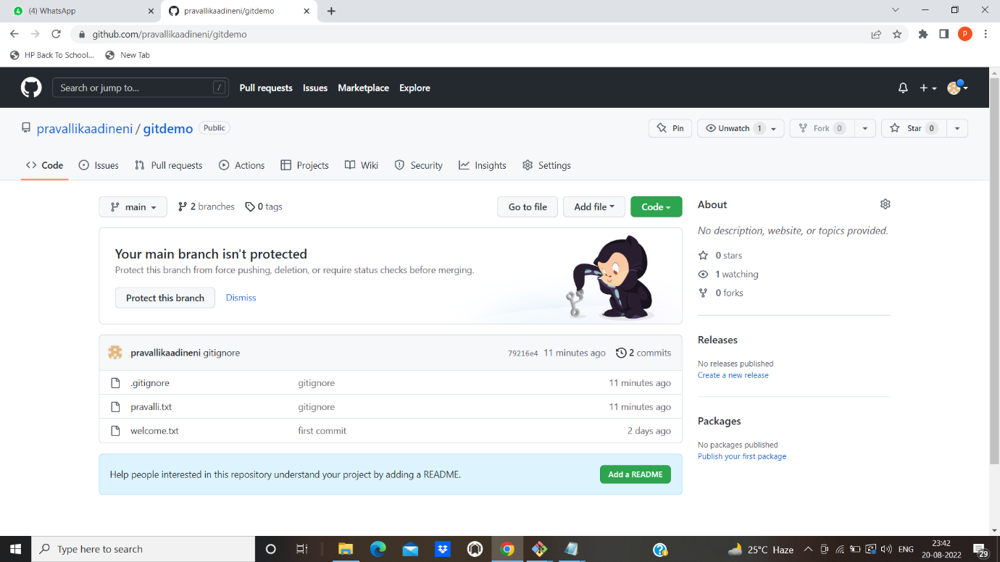 (4) WhatsApp
pravallikaadineni/gitdemo
github.com/pravallikaadineni/gitdemo
P
HP Back To School...
New Tab
Search or jump to... /
Pull requests Issues Marketplace Explore
pravallikaadineni / gitdemo Public
Pin Unwatch 1 Fork 0 Star 0
Code Issues Pull requests Actions Projects Wiki Security Insights Settings
main 2 branches 0 tags
Go to file Add file Code
Your main branch isn't protected
Protect this branch from force pushing, deletion, or require status checks before merging.
Protect this branch Dismiss
pravallikaadineni gitignore 79216e4 11 minutes ago 2 commits
.gitignore gitignore 11 minutes ago
pravalli.txt gitignore 11 minutes ago
welcome.txt first commit 2 days ago
Help people interested in this repository understand your project by adding a README. Add a README
About
No description, website, or topics provided.
0 stars
1 watching
0 forks
Releases
No releases published
Create a new release
Packages
No packages published
Publish your first package
Type here to search
25°C Haze
ENG
23:42
20-08-2022
29